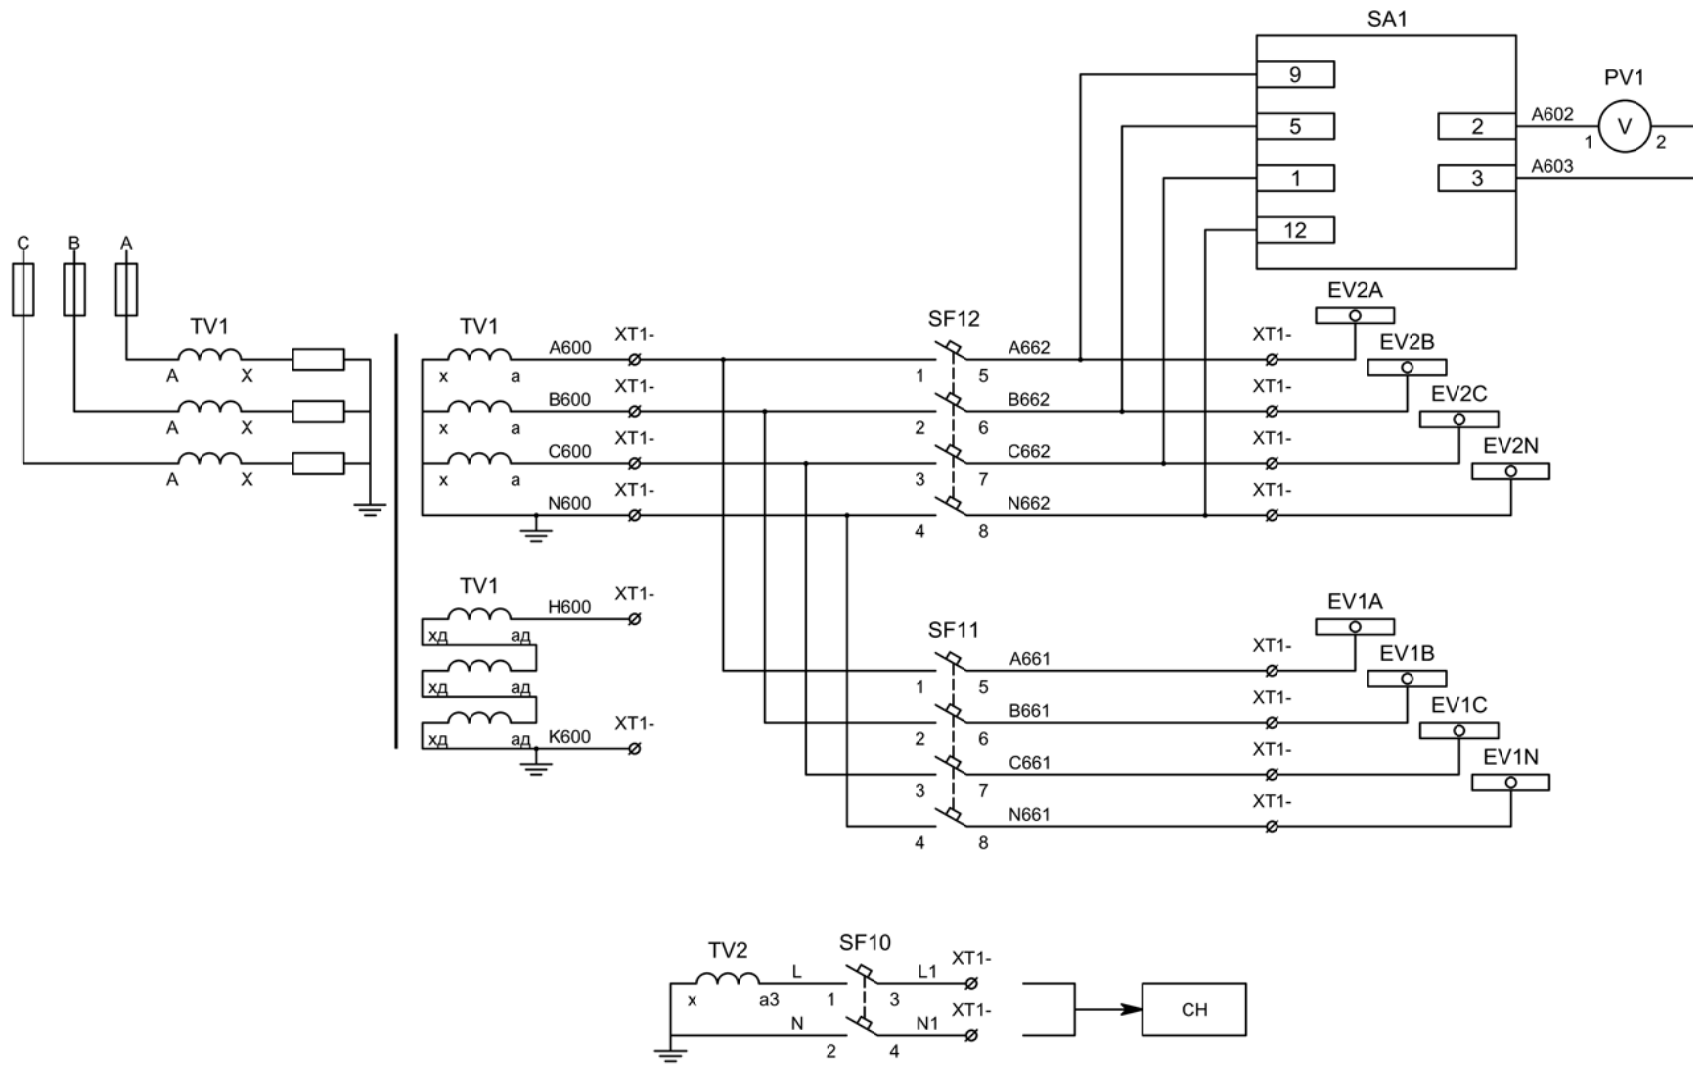 SA1
9
PV1
5
2
A602
V
1
2
1
3
A603
12
C
B
A
EV2A
TV1
TV1
XT1-
SF12
XT1-
EV2B
A600
A662
A
X
x
a
1
5
XT1-
XT1-
EV2C
B600
B662
A
X
x
a
2
6
XT1-
XT1-
EV2N
C600
C662
A
X
x
a
3
7
XT1-
XT1-
N600
N662
4
8
TV1
XT1-
H600
хд
ад
EV1A
SF11
XT1-
EV1B
A661
хд
ад
1
5
XT1-
EV1C
B661
XT1-
K600
хд
ад
2
6
XT1-
EV1N
C661
3
7
XT1-
N661
4
8
TV2
SF10
XT1-
L
L1
x
a3
1
3
XT1-
CH
N
N1
2
4